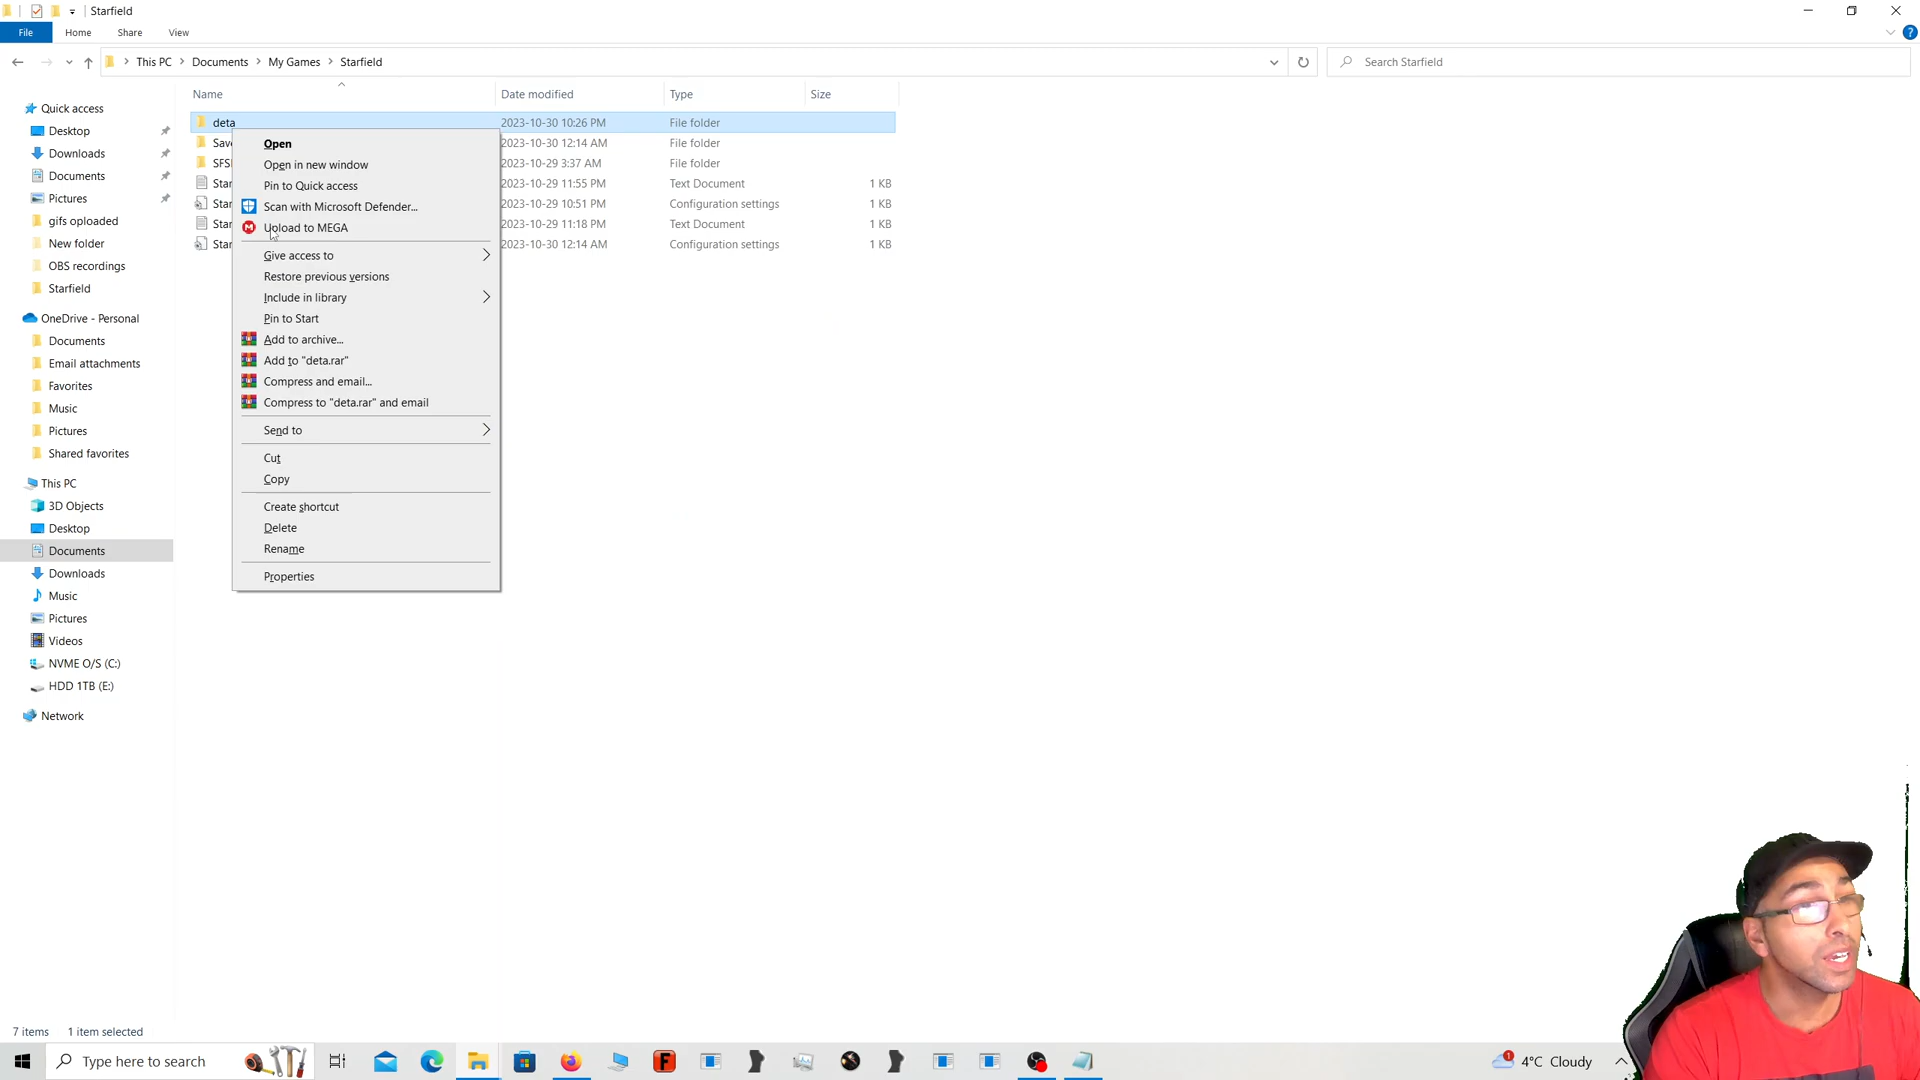 Starfield
File Home Share View
This PC > Documents > My Games > Starfield
Search Starfield
Name Date modified Type Size
deta 2023-10-30 10:26 PM File folder
Save 2023-10-30 12:14 AM File folder
SFS 2023-10-29 3:37 AM File folder
Star 2023-10-29 11:55 PM Text Document 1 KB
Star 2023-10-29 10:51 PM Configuration settings 1 KB
Star 2023-10-29 11:18 PM Text Document 1 KB
Star 2023-10-30 12:14 AM Configuration settings 1 KB
Open
Open in new window
Pin to Quick access
Scan with Microsoft Defender...
Upload to MEGA
Give access to
Restore previous versions
Include in library
Pin to Start
Add to archive...
Add to "deta.rar"
Compress and email...
Compress to "deta.rar" and email
Send to
Cut
Copy
Create shortcut
Delete
Rename
Properties
Quick access
Desktop
Downloads
Documents
Pictures
gifs oploaded
New folder
OBS recordings
Starfield
OneDrive - Personal
Documents
Email attachments
Favorites
Music
Pictures
Shared favorites
This PC
3D Objects
Desktop
Documents
Downloads
Music
Pictures
Videos
NVME O/S (C:)
HDD 1TB (E:)
Network
7 items 1 item selected
Type here to search
1
4°C Cloudy